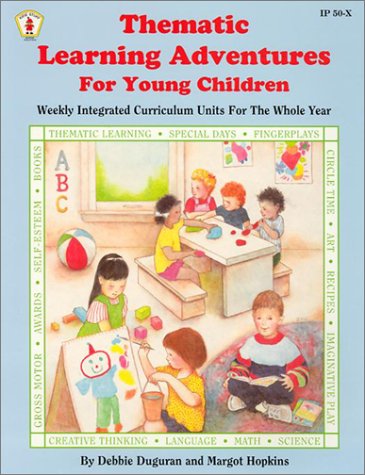 IP 50-X
Thematic
Learning Adventures
For Young Children
Weekly Integrated Curriculum Units For The Whole Year
THEMATIC LEARNING • SPECIAL DAYS • FINGERPLAYS
GROSS MOTOR • AWARDS • SELF-ESTEEM • BOOKS
CIRCLE TIME • ART • RECIPES • IMAGINATIVE PLAY
A
B
C
CREATIVE THINKING • LANGUAGE • MATH • SCIENCE
By Debbie Duguran and Margot Hopkins